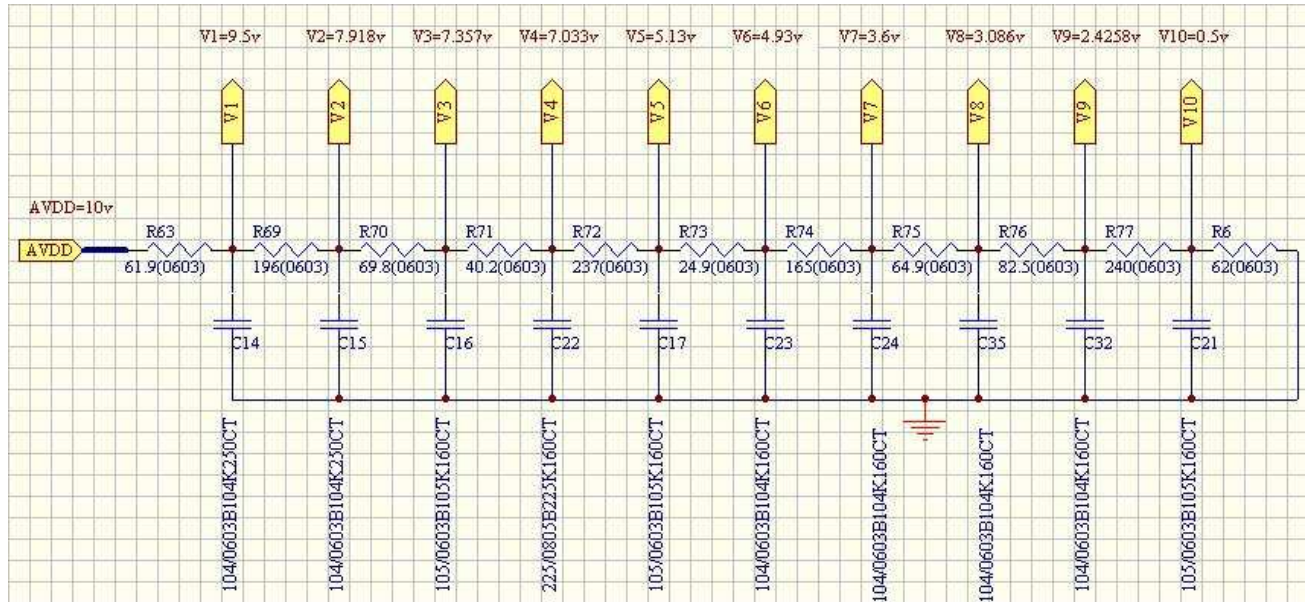 V1=9.5v V2=7.918v V3=7.357v V4=7.033v V5=5.13v V6=4.93v V7=3.6v V8=3.086v V9=2.4258v V10=0.5v
V1 V2 V3 V4 V5 V6 V7 V8 V9 V10
AVDD=10v
R63 R69 R70 R71 R72 R73 R74 R75 R76 R77 R6
AVDD
61.9(0603) 196(0603) 69.8(0603) 40.2(0603) 237(0603) 24.9(0603) 165(0603) 64.9(0603) 82.5(0603) 240(0603) 62(0603)
C14 C15 C16 C22 C17 C23 C24 C35 C32 C21
104/0603B104K250CT
104/0603B104K250CT
105/0603B105K160CT
225/0805B225K160CT
105/0603B105K160CT
104/0603B104K160CT
104/0603B104K160CT
104/0603B104K160CT
104/0603B104K160CT
105/0603B105K160CT